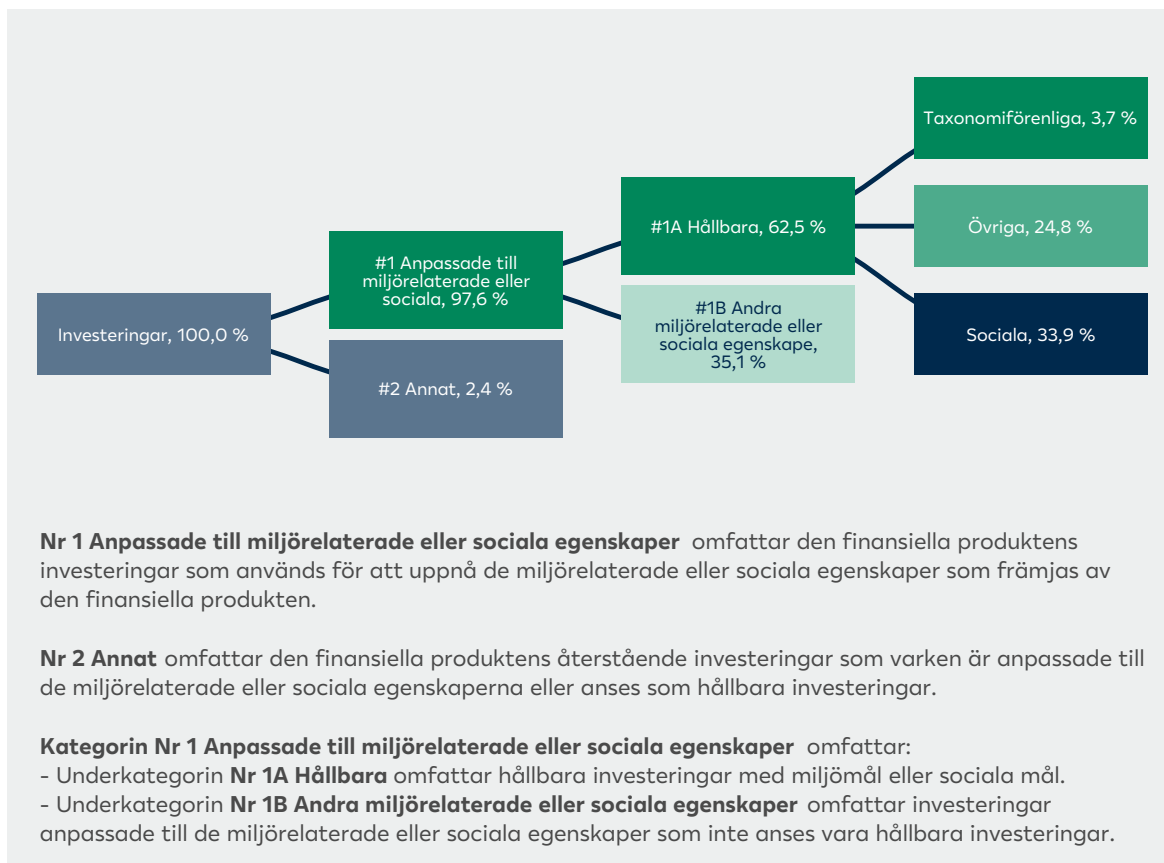 Taxonomiförenliga, 3,7 %
#1A Hållbara, 62,5 %
Övriga, 24,8 %
#1 Anpassade till
miljörelaterade eller
sociala, 97,6 %
#1B Andra
miljörelaterade eller
sociala egenskape,
35,1 %
Investeringar, 100,0 %
Sociala, 33,9 %
#2 Annat, 2,4 %
Nr 1 Anpassade till miljörelaterade eller sociala egenskaper omfattar den finansiella produktens
investeringar som används för att uppnå de miljörelaterade eller sociala egenskaper som främjas av
den finansiella produkten.
Nr 2 Annat omfattar den finansiella produktens återstående investeringar som varken är anpassade till
de miljörelaterade eller sociala egenskaperna eller anses som hållbara investeringar.
Kategorin Nr 1 Anpassade till miljörelaterade eller sociala egenskaper omfattar:
- Underkategorin Nr 1A Hållbara omfattar hållbara investeringar med miljömål eller sociala mål.
- Underkategorin Nr 1B Andra miljörelaterade eller sociala egenskaper omfattar investeringar
anpassade till de miljörelaterade eller sociala egenskaper som inte anses vara hållbara investeringar.